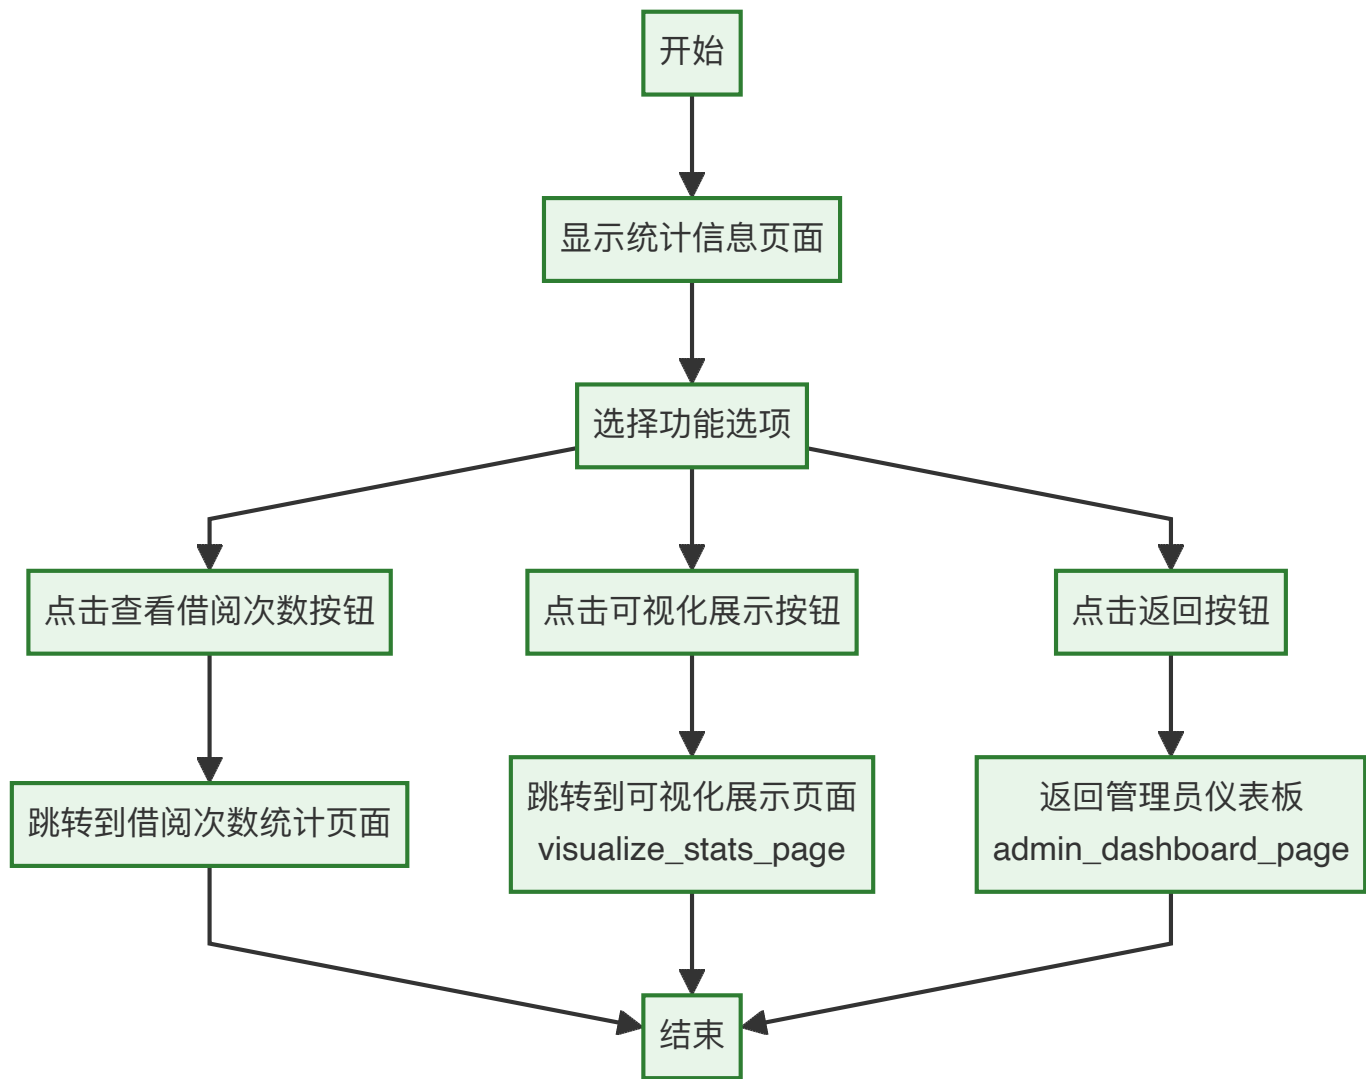 开始
显示统计信息页面
选择功能选项
点击查看借阅次数按钮
点击可视化展示按钮
点击返回按钮
跳转到借阅次数统计页面
跳转到可视化展示页面
visualize_stats_page
返回管理员仪表板
admin_dashboard_page
结束